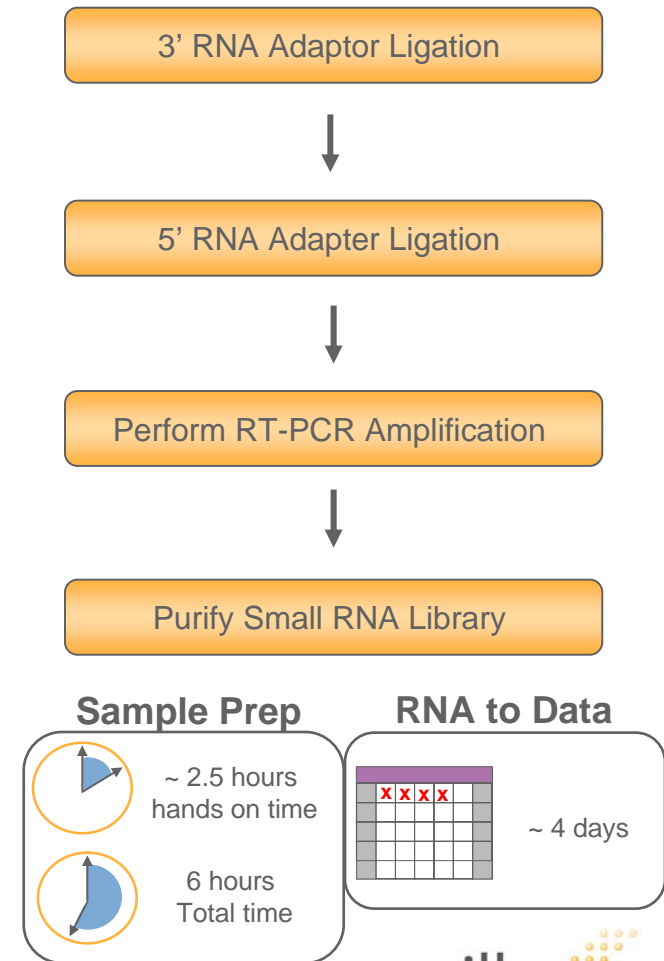 3’ RNA Adaptor Ligation
5’ RNA Adapter Ligation
Perform RT-PCR Amplification
Purify Small RNA Library
Sample Prep
~ 2.5 hours
hands on time
6 hours
Total time
RNA to Data
x x x x
~ 4 days